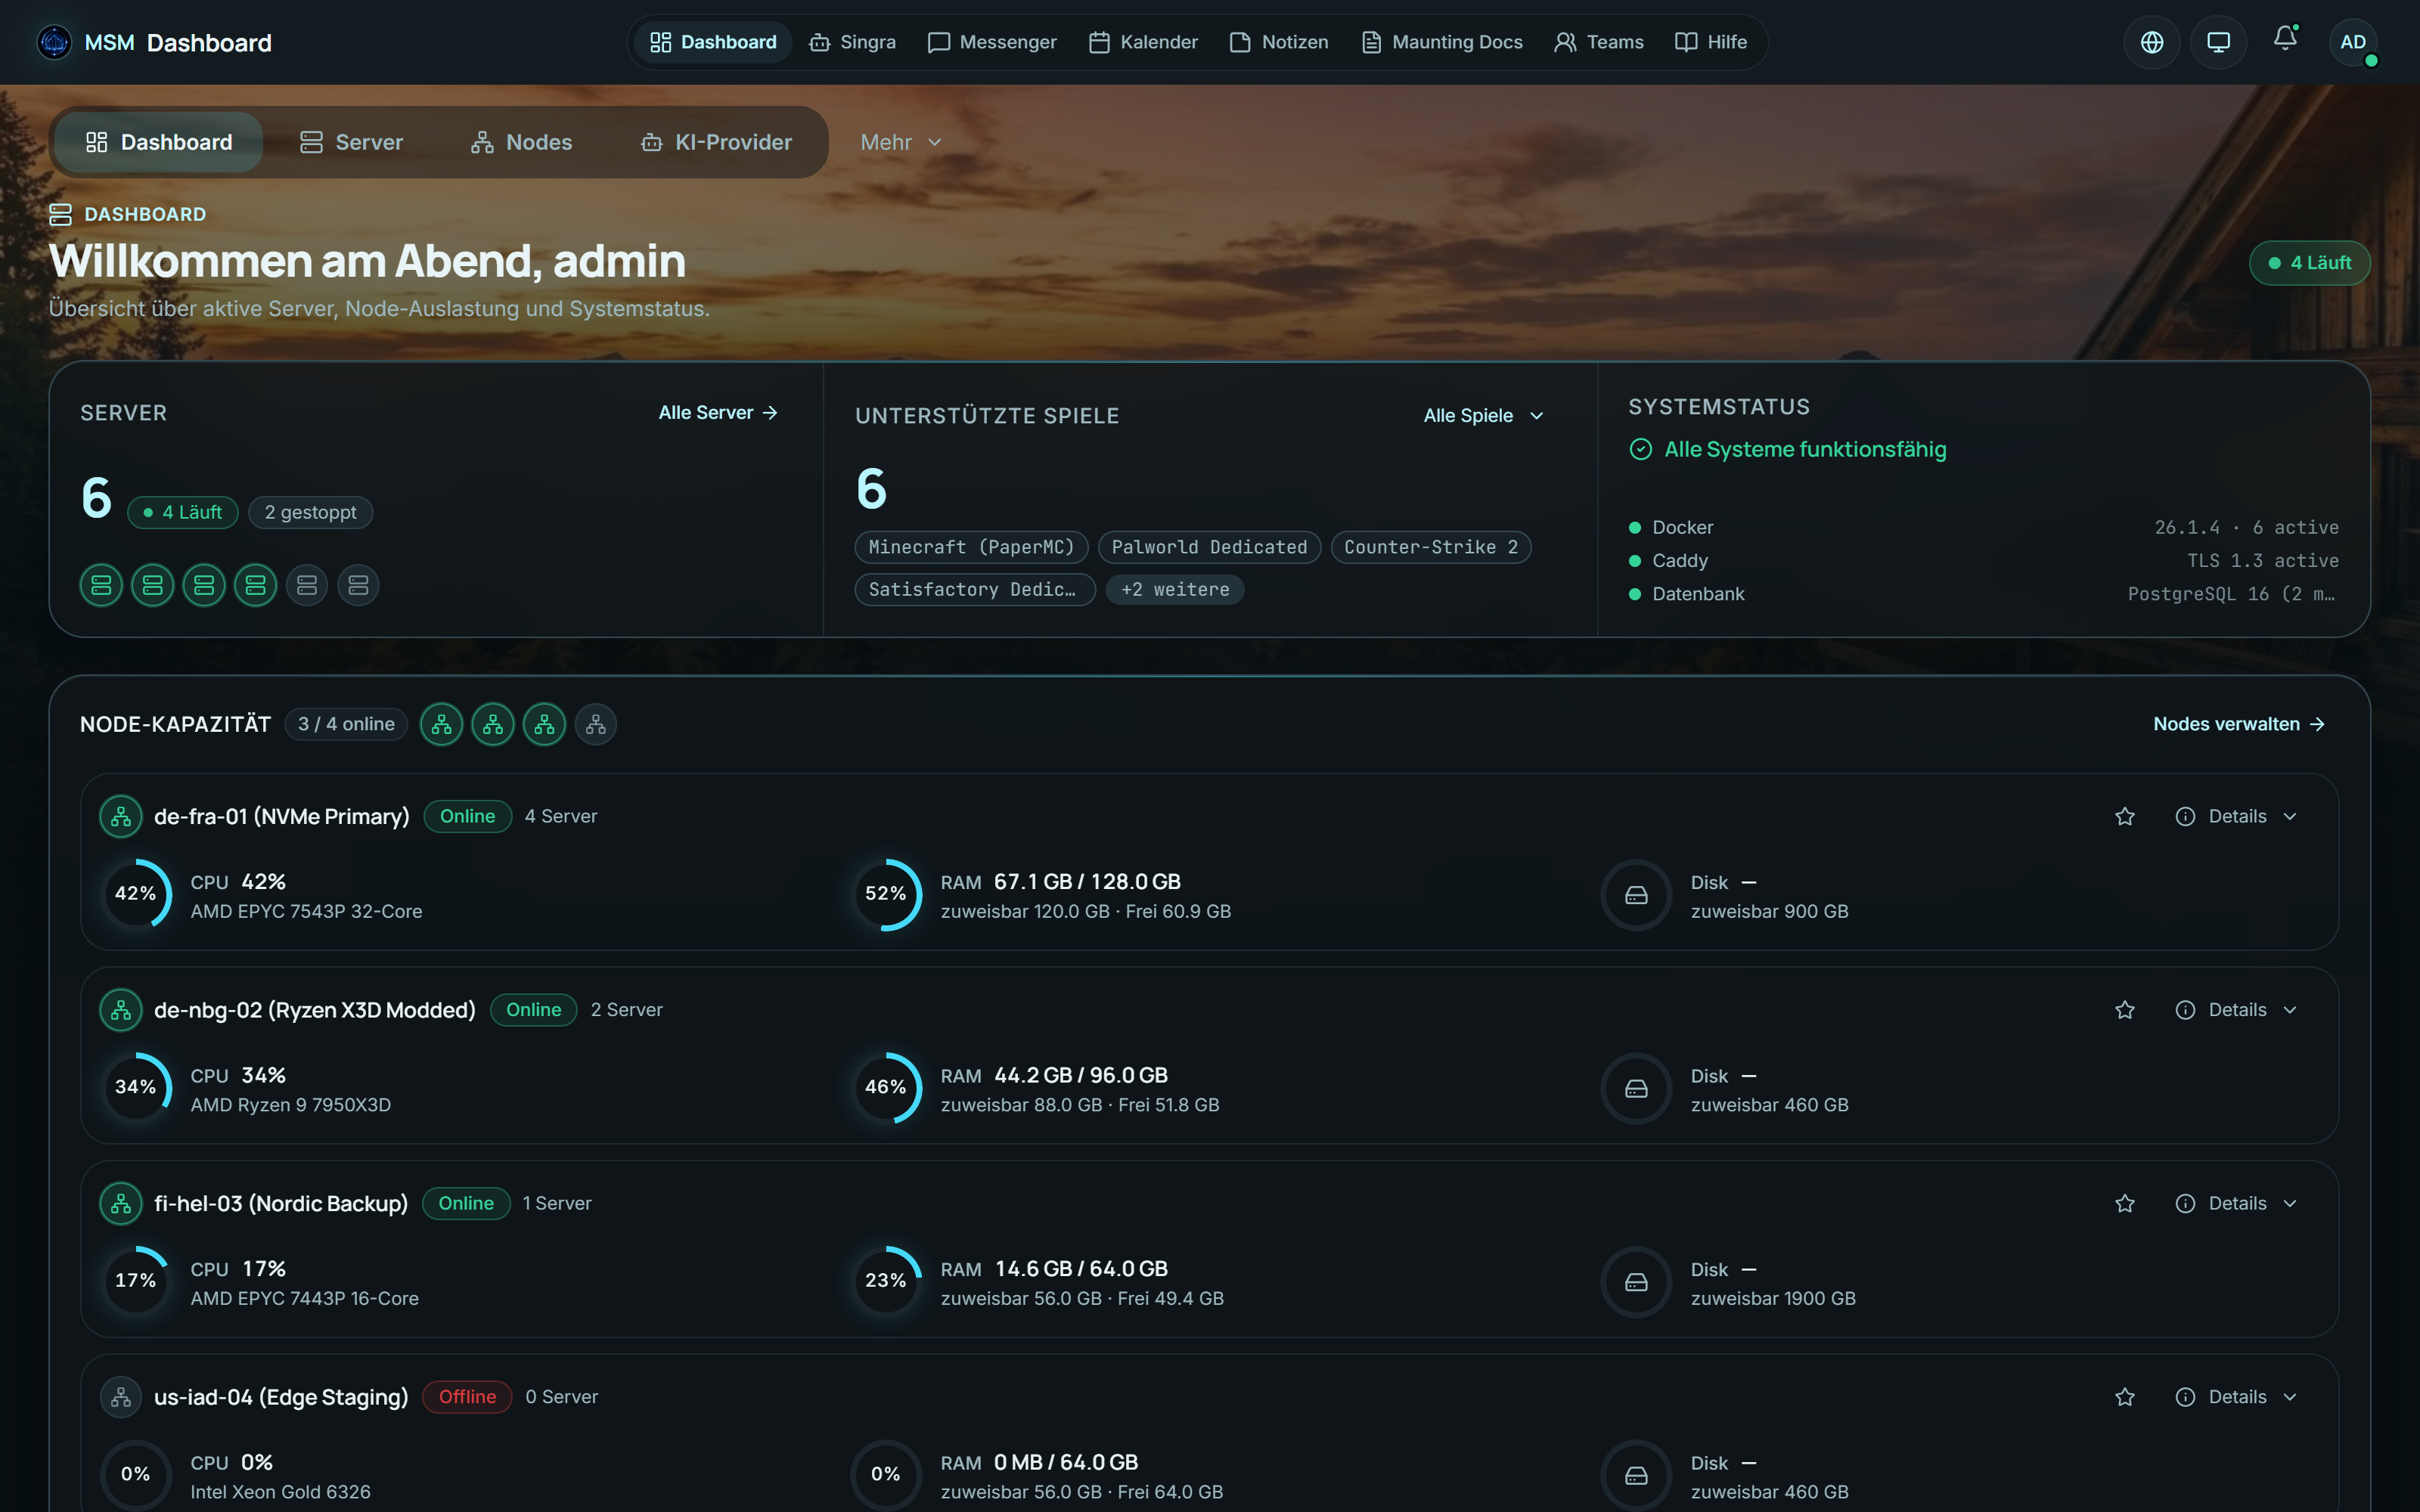 MSM Dashboard
Dashboard
Singra
Messenger
Kalender
Notizen
Maunting Docs
Teams
Hilfe
AD
Dashboard
Server
Nodes
KI-Provider
Mehr
DASHBOARD
Willkommen am Abend, admin
Übersicht über aktive Server, Node-Auslastung und Systemstatus.
4 Läuft
SERVER
Alle Server →
6
4 Läuft
2 gestoppt
UNTERSTÜTZTE SPIELE
Alle Spiele
6
Minecraft (PaperMC)
Palworld Dedicated
Counter-Strike 2
Satisfactory Dedic…
+2 weitere
SYSTEMSTATUS
Alle Systeme funktionsfähig
Docker
26.1.4 · 6 active
Caddy
TLS 1.3 active
Datenbank
PostgreSQL 16 (2 m…
NODE-KAPAZITÄT
3 / 4 online
Nodes verwalten →
de-fra-01 (NVMe Primary)
Online
4 Server
Details
42%
CPU 42%
AMD EPYC 7543P 32-Core
52%
RAM 67.1 GB / 128.0 GB
zuweisbar 120.0 GB · Frei 60.9 GB
Disk —
zuweisbar 900 GB
de-nbg-02 (Ryzen X3D Modded)
Online
2 Server
Details
34%
CPU 34%
AMD Ryzen 9 7950X3D
46%
RAM 44.2 GB / 96.0 GB
zuweisbar 88.0 GB · Frei 51.8 GB
Disk —
zuweisbar 460 GB
fi-hel-03 (Nordic Backup)
Online
1 Server
Details
17%
CPU 17%
AMD EPYC 7443P 16-Core
23%
RAM 14.6 GB / 64.0 GB
zuweisbar 56.0 GB · Frei 49.4 GB
Disk —
zuweisbar 1900 GB
us-iad-04 (Edge Staging)
Offline
0 Server
Details
0%
CPU 0%
Intel Xeon Gold 6326
0%
RAM 0 MB / 64.0 GB
zuweisbar 56.0 GB · Frei 64.0 GB
Disk —
zuweisbar 460 GB